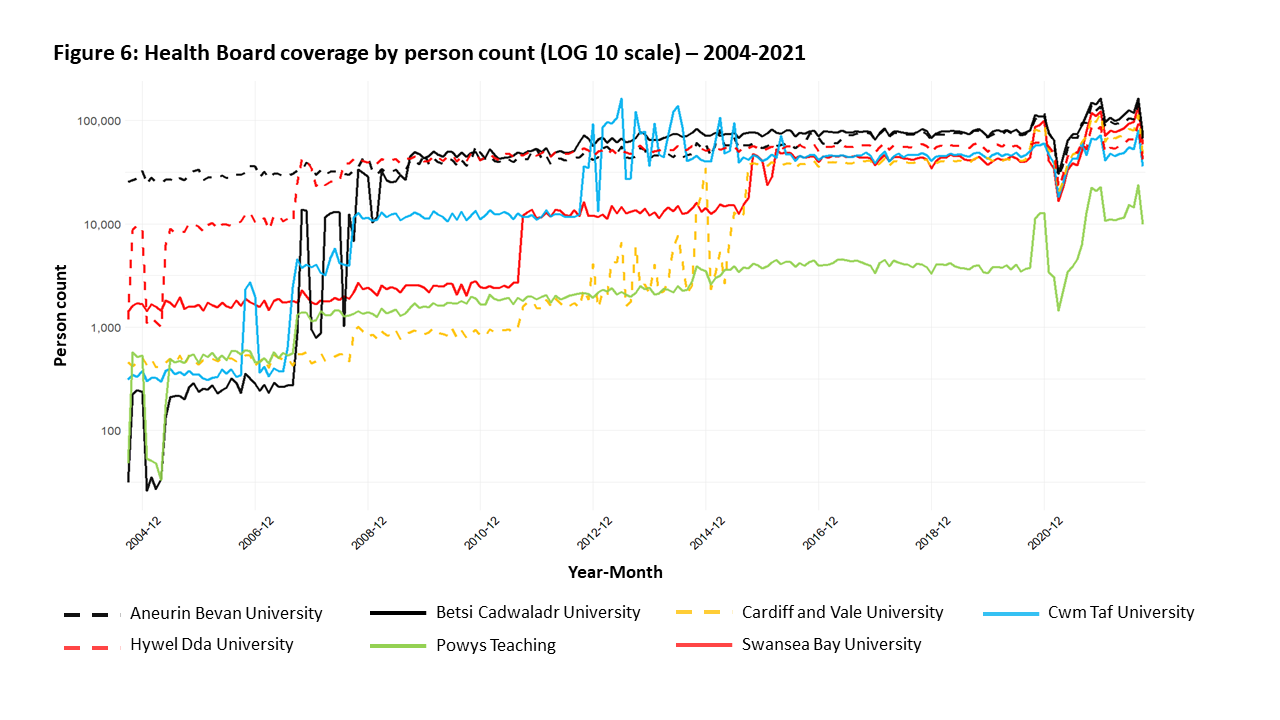 Figure 6: Health Board coverage by person count (LOG 10 scale) – 2004-2021
100,000
10,000
1,000
100
Person count
2004-12
2006-12
2008-12
2010-12
2012-12
2014-12
2016-12
2018-12
2020-12
Year-Month
Aneurin Bevan University
Betsi Cadwaladr University
Cardiff and Vale University
Cwm Taf University
Hywel Dda University
Powys Teaching
Swansea Bay University